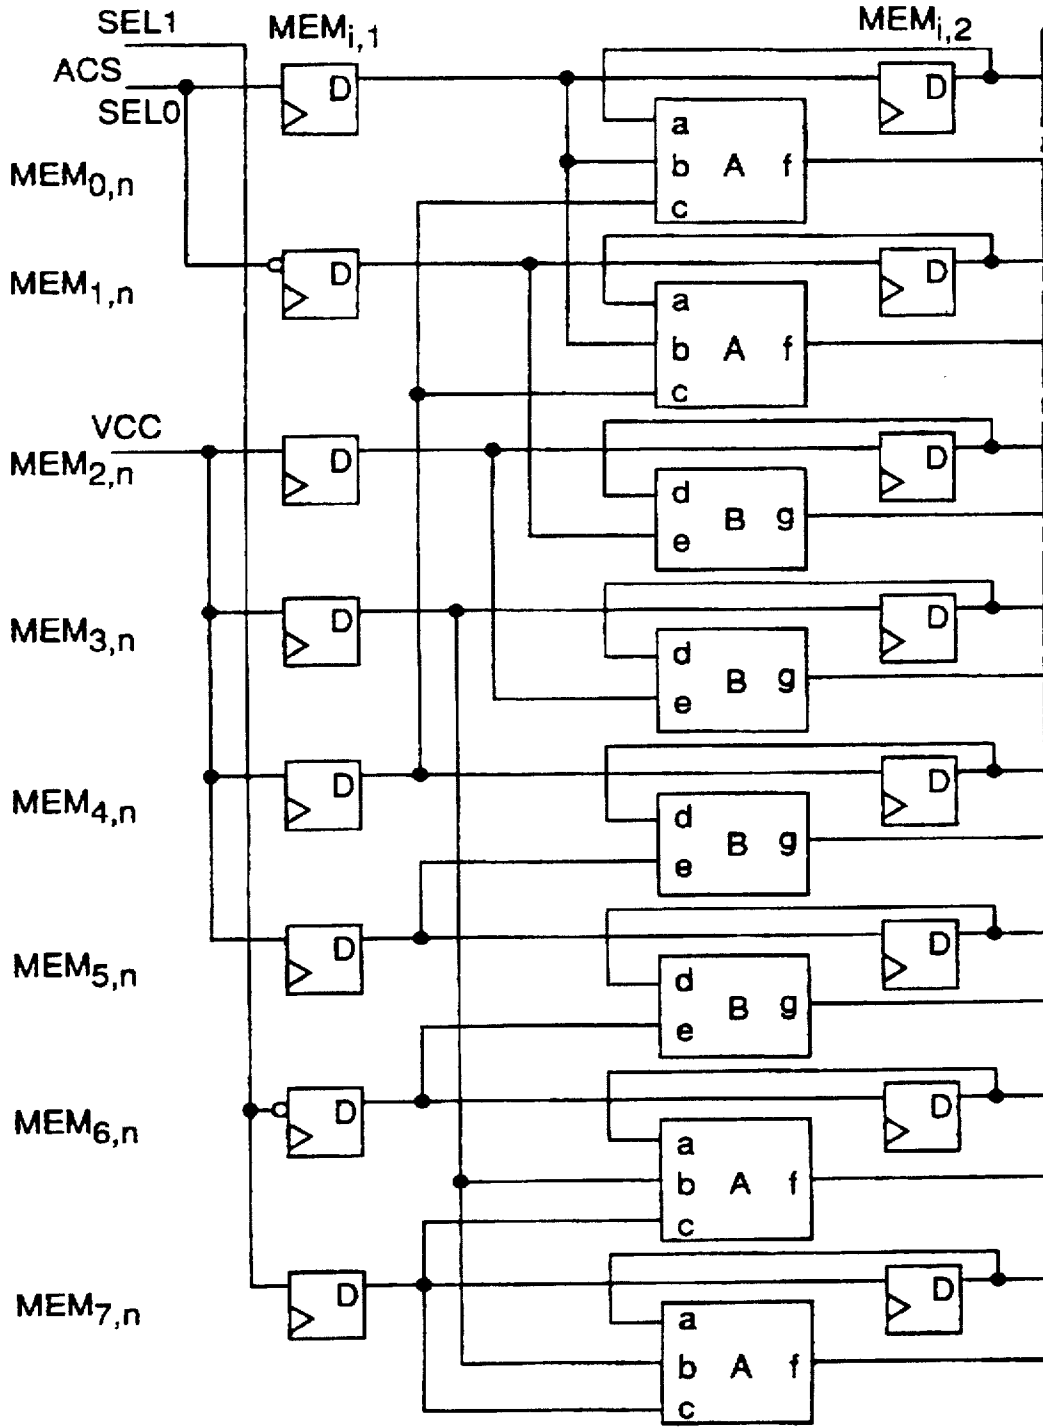 SEL1
MEMi,1
MEMi,2
ACS
SEL0
D
D
a
b A f
c
MEM0,n
MEM1,n
D
D
a
b A f
c
VCC
MEM2,n
D
D
d
B g
e
MEM3,n
D
D
d
B g
e
MEM4,n
D
D
d
B g
e
MEM5,n
D
D
d
B g
e
MEM6,n
D
D
a
b A f
c
MEM7,n
D
D
a
b A f
c